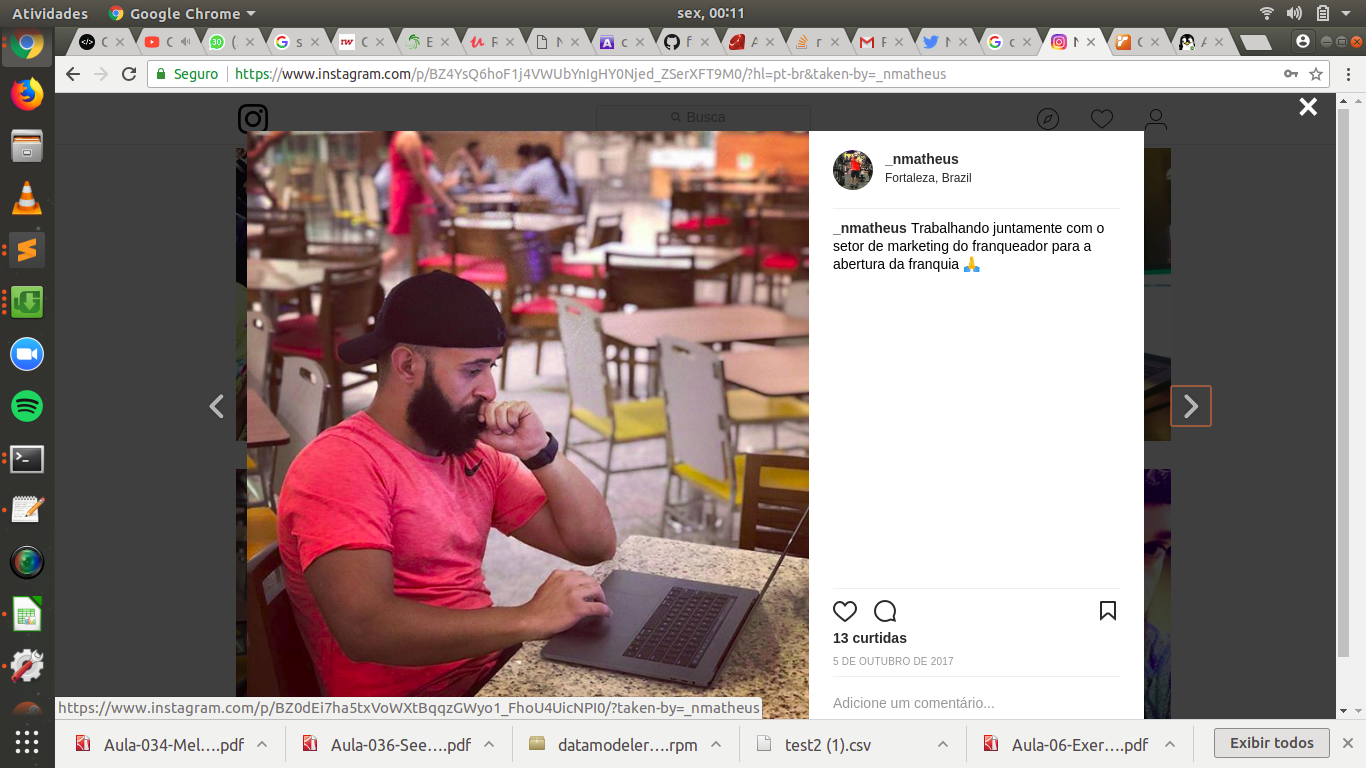 Atividades
Google Chrome
sex, 00:11
Seguro
https://www.instagram.com/p/BZ4YsQ6hoF1j4VWUbYnIgHY0Njed_ZSerXFT9M0/?hl=pt-br&taken-by=_nmatheus
Busca
_nmatheus
Fortaleza, Brazil
_nmatheus Trabalhando juntamente com o
setor de marketing do franqueador para a
abertura da franquia 🙏
13 curtidas
5 DE OUTUBRO DE 2017
Adicione um comentário...
https://www.instagram.com/p/BZ0dEi7ha5txVoWXtBqqzGWyo1_FhoU4UicNPI0/?taken-by=_nmatheus
Aula-034-Mel....pdf
Aula-036-See....pdf
datamodeler....rpm
test2 (1).csv
Aula-06-Exer....pdf
Exibir todos